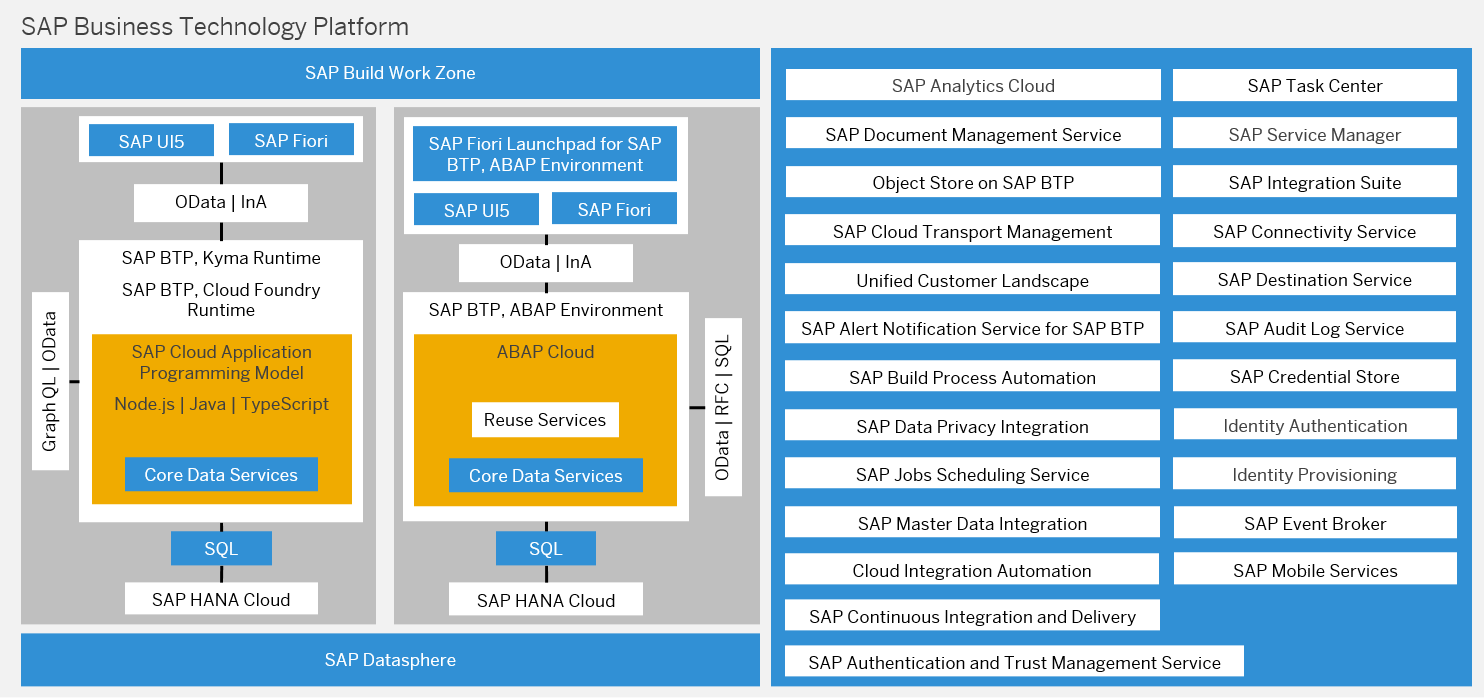 SAP Business Technology Platform
SAP Build Work Zone
SAP UI5
SAP Fiori
OData | InA
SAP BTP, Kyma Runtime
SAP BTP, Cloud Foundry
Runtime
Graph QL | OData
SAP Cloud Application
Programming Model
Node.js | Java | TypeScript
Core Data Services
SQL
SAP HANA Cloud
SAP Fiori Launchpad for SAP
BTP, ABAP Environment
SAP UI5
SAP Fiori
OData | InA
SAP BTP, ABAP Environment
ABAP Cloud
Reuse Services
Core Data Services
OData | RFC | SQL
SQL
SAP HANA Cloud
SAP Datasphere
SAP Analytics Cloud
SAP Document Management Service
Object Store on SAP BTP
SAP Cloud Transport Management
Unified Customer Landscape
SAP Alert Notification Service for SAP BTP
SAP Build Process Automation
SAP Data Privacy Integration
SAP Jobs Scheduling Service
SAP Master Data Integration
Cloud Integration Automation
SAP Continuous Integration and Delivery
SAP Authentication and Trust Management Service
SAP Task Center
SAP Service Manager
SAP Integration Suite
SAP Connectivity Service
SAP Destination Service
SAP Audit Log Service
SAP Credential Store
Identity Authentication
Identity Provisioning
SAP Event Broker
SAP Mobile Services